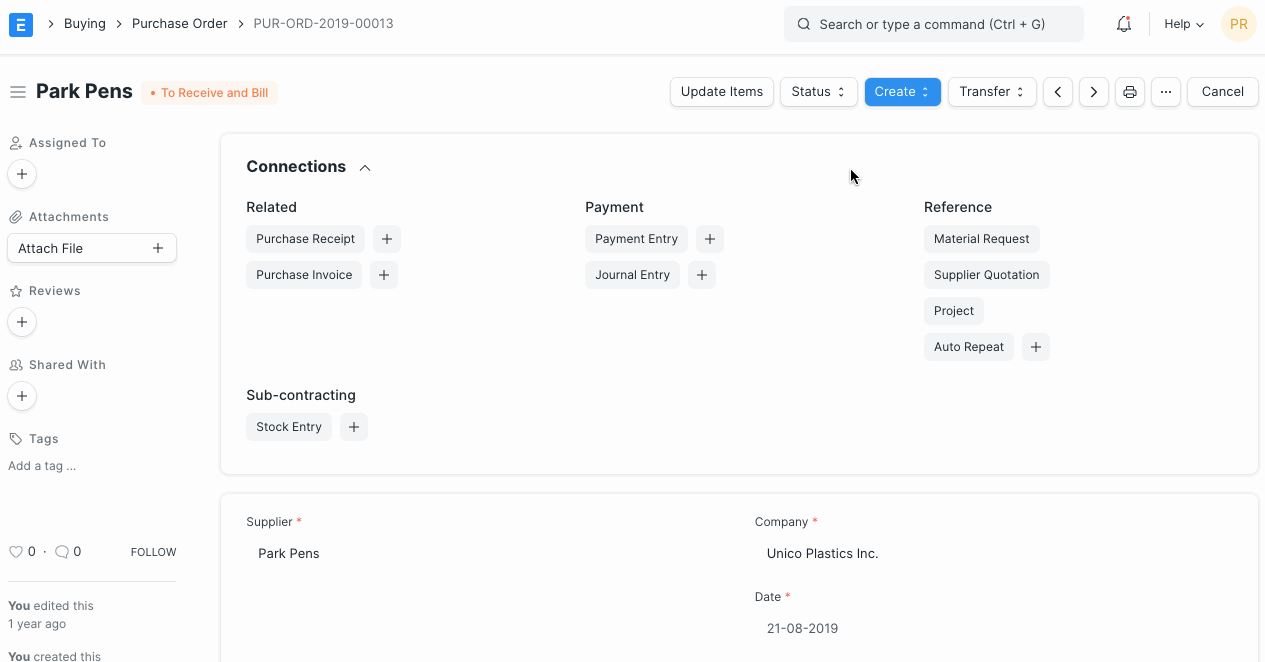 E
Buying
Purchase Order
PUR-ORD-2019-00013
Search or type a command (Ctrl + G)
Help
PR
Park Pens
• To Receive and Bill
Update Items
Status
Create
Transfer
...
Cancel
Assigned To
Attachments
Attach File
Reviews
Shared With
Tags
Add a tag ...
0 · 0
FOLLOW
You edited this
1 year ago
You created this
Connections
Related
Purchase Receipt
Purchase Invoice
Payment
Payment Entry
Journal Entry
Reference
Material Request
Supplier Quotation
Project
Auto Repeat
Sub-contracting
Stock Entry
Supplier *
Park Pens
Company *
Unico Plastics Inc.
Date *
21-08-2019